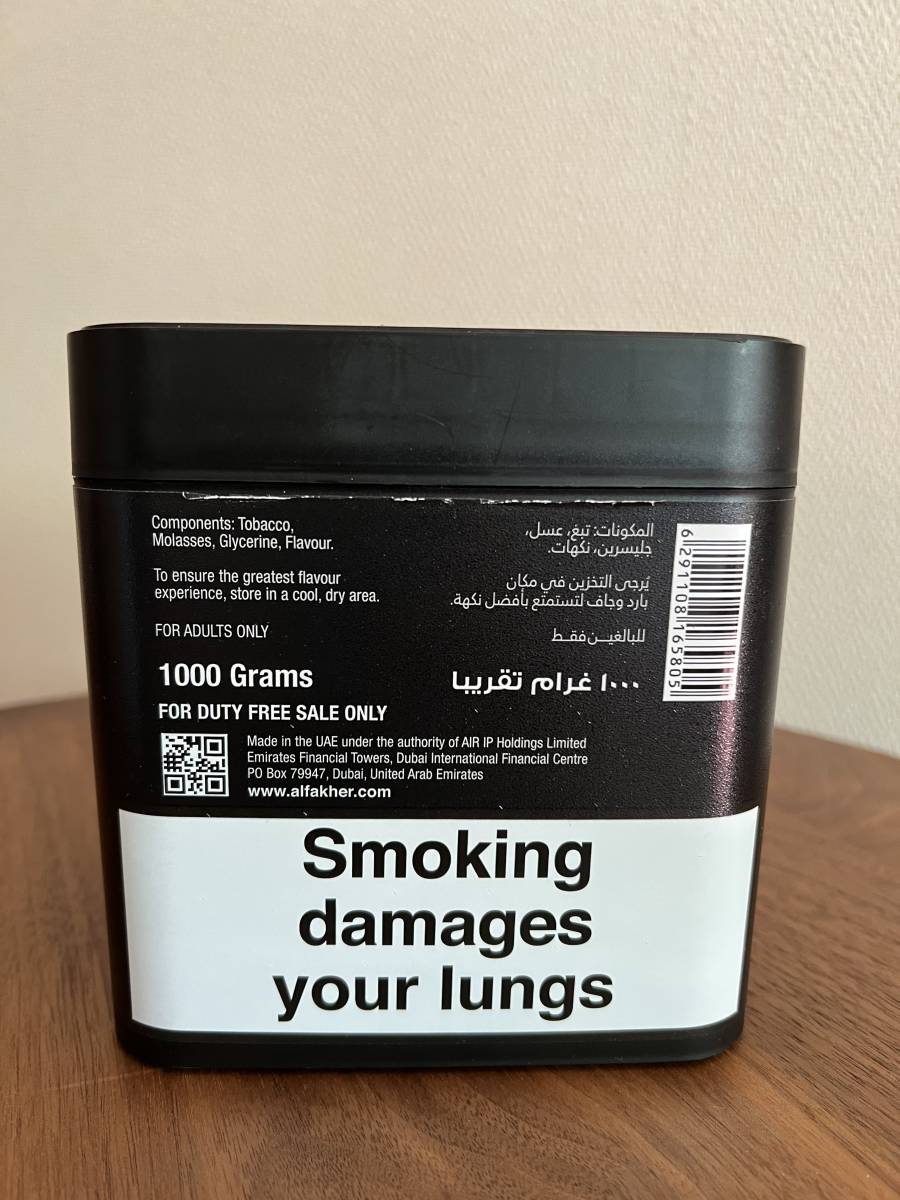 Components: Tobacco,
Molasses, Glycerine, Flavour.
To ensure the greatest flavour
experience, store in a cool, dry area.
FOR ADULTS ONLY
1000 Grams
FOR DUTY FREE SALE ONLY
المكونات: تبغ، عسل،
جليسرين، نكهات.
يُرجى التخزين في مكان
بارد وجاف لتستمتع بأفضل نكهة.
للبالغين فقط
١٠٠٠ غرام تقريبا
6291108165805
Made in the UAE under the authority of AIR IP Holdings Limited
Emirates Financial Towers, Dubai International Financial Centre
PO Box 79947, Dubai, United Arab Emirates
www.alfakher.com
Smoking
damages
your lungs